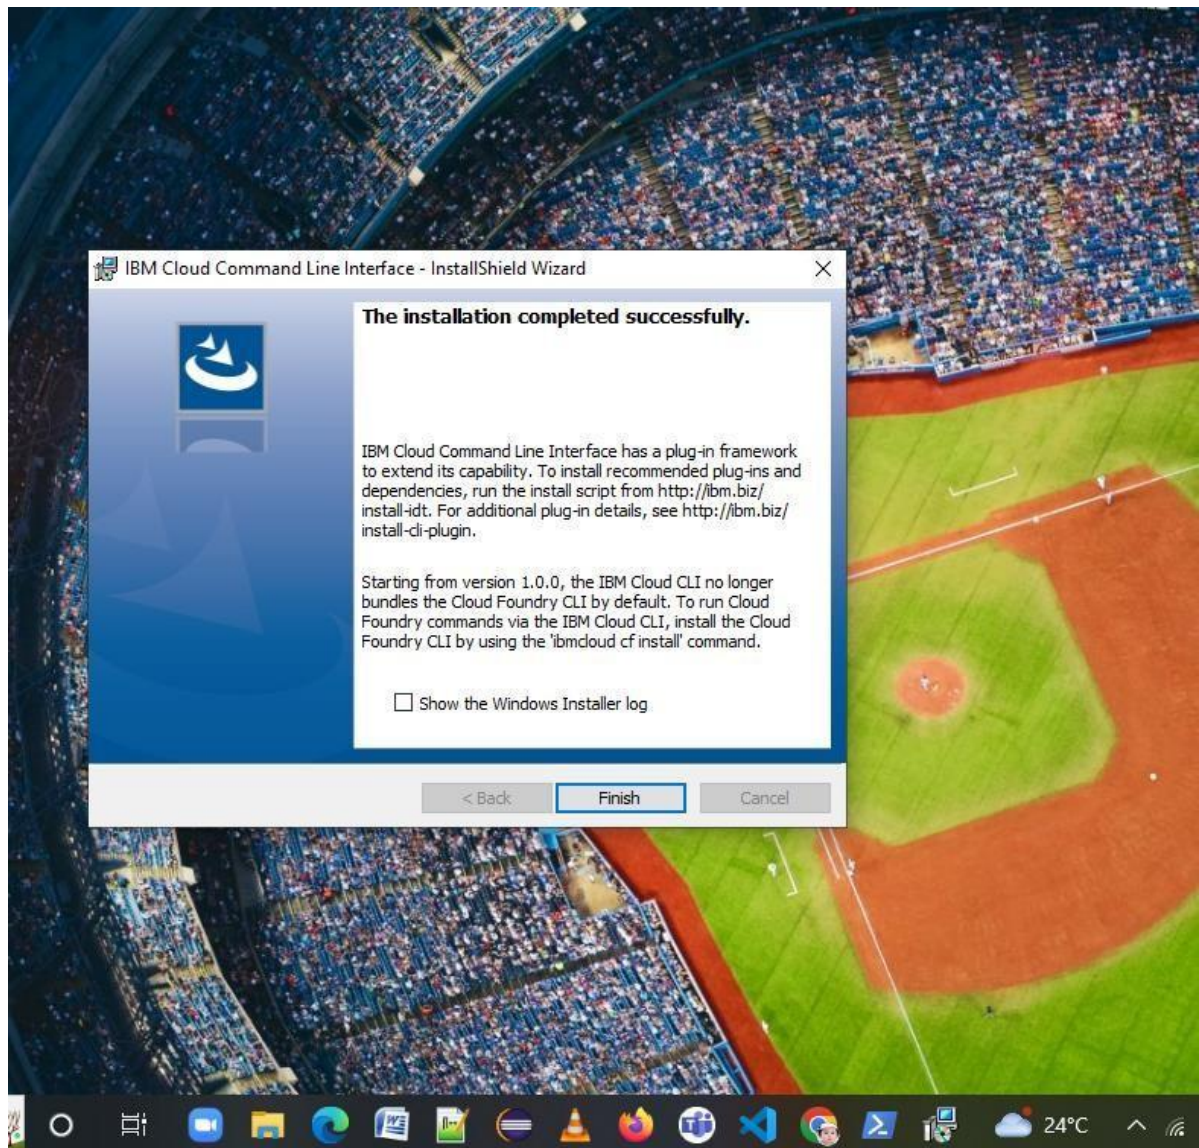 IBM Cloud Command Line Interface - InstallShield Wizard
The installation completed successfully.
IBM Cloud Command Line Interface has a plug-in framework
to extend its capability. To install recommended plug-ins and
dependencies, run the install script from http://ibm.biz/
install-idt. For additional plug-in details, see http://ibm.biz/
install-cli-plugin.
Starting from version 1.0.0, the IBM Cloud CLI no longer
bundles the Cloud Foundry CLI by default. To run Cloud
Foundry commands via the IBM Cloud CLI, install the Cloud
Foundry CLI by using the 'ibmcloud cf install' command.
Show the Windows Installer log
< Back Finish Cancel
24°C